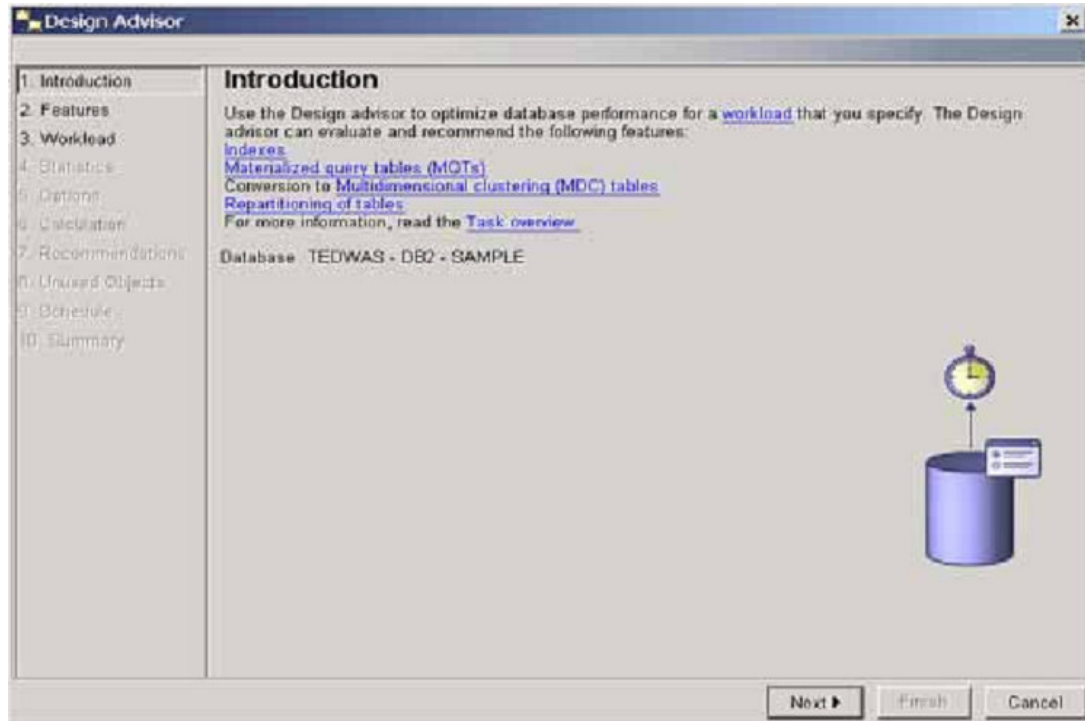 Design Advisor
1. Introduction
2. Features
3. Workload
4. Statistics
5. Options
6. Calculation
7. Recommendations
8. Unused Objects
9. Schedule
10. Summary
Introduction
Use the Design advisor to optimize database performance for a workload that you specify. The Design
advisor can evaluate and recommend the following features:
Indexes
Materialized query tables (MQTs)
Conversion to Multidimensional clustering (MDC) tables
Repartitioning of tables
For more information, read the Task overview
Database TEDWAS - DB2 - SAMPLE
Next
Finish
Cancel